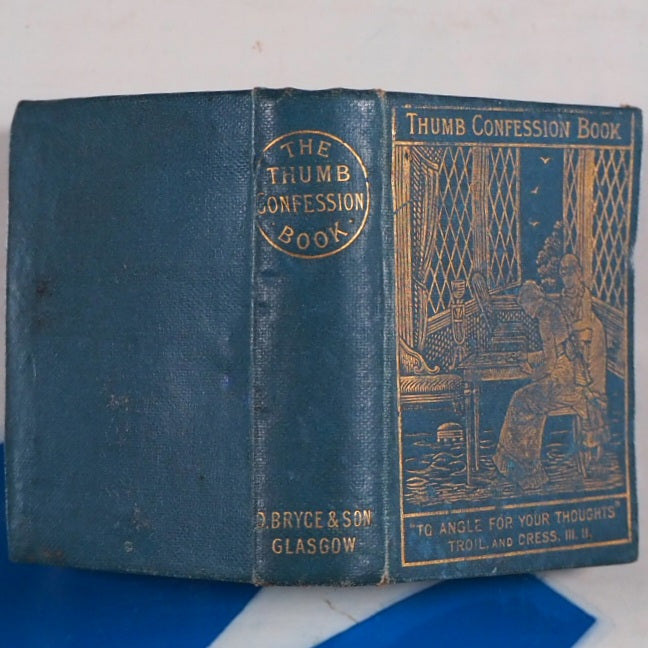 THE
THUMB
CONFESSION
BOOK
D. BRYCE & SON
GLASGOW
THUMB CONFESSION BOOK
"TO ANGLE FOR YOUR THOUGHTS"
TROIL. AND CRESS. III. II.